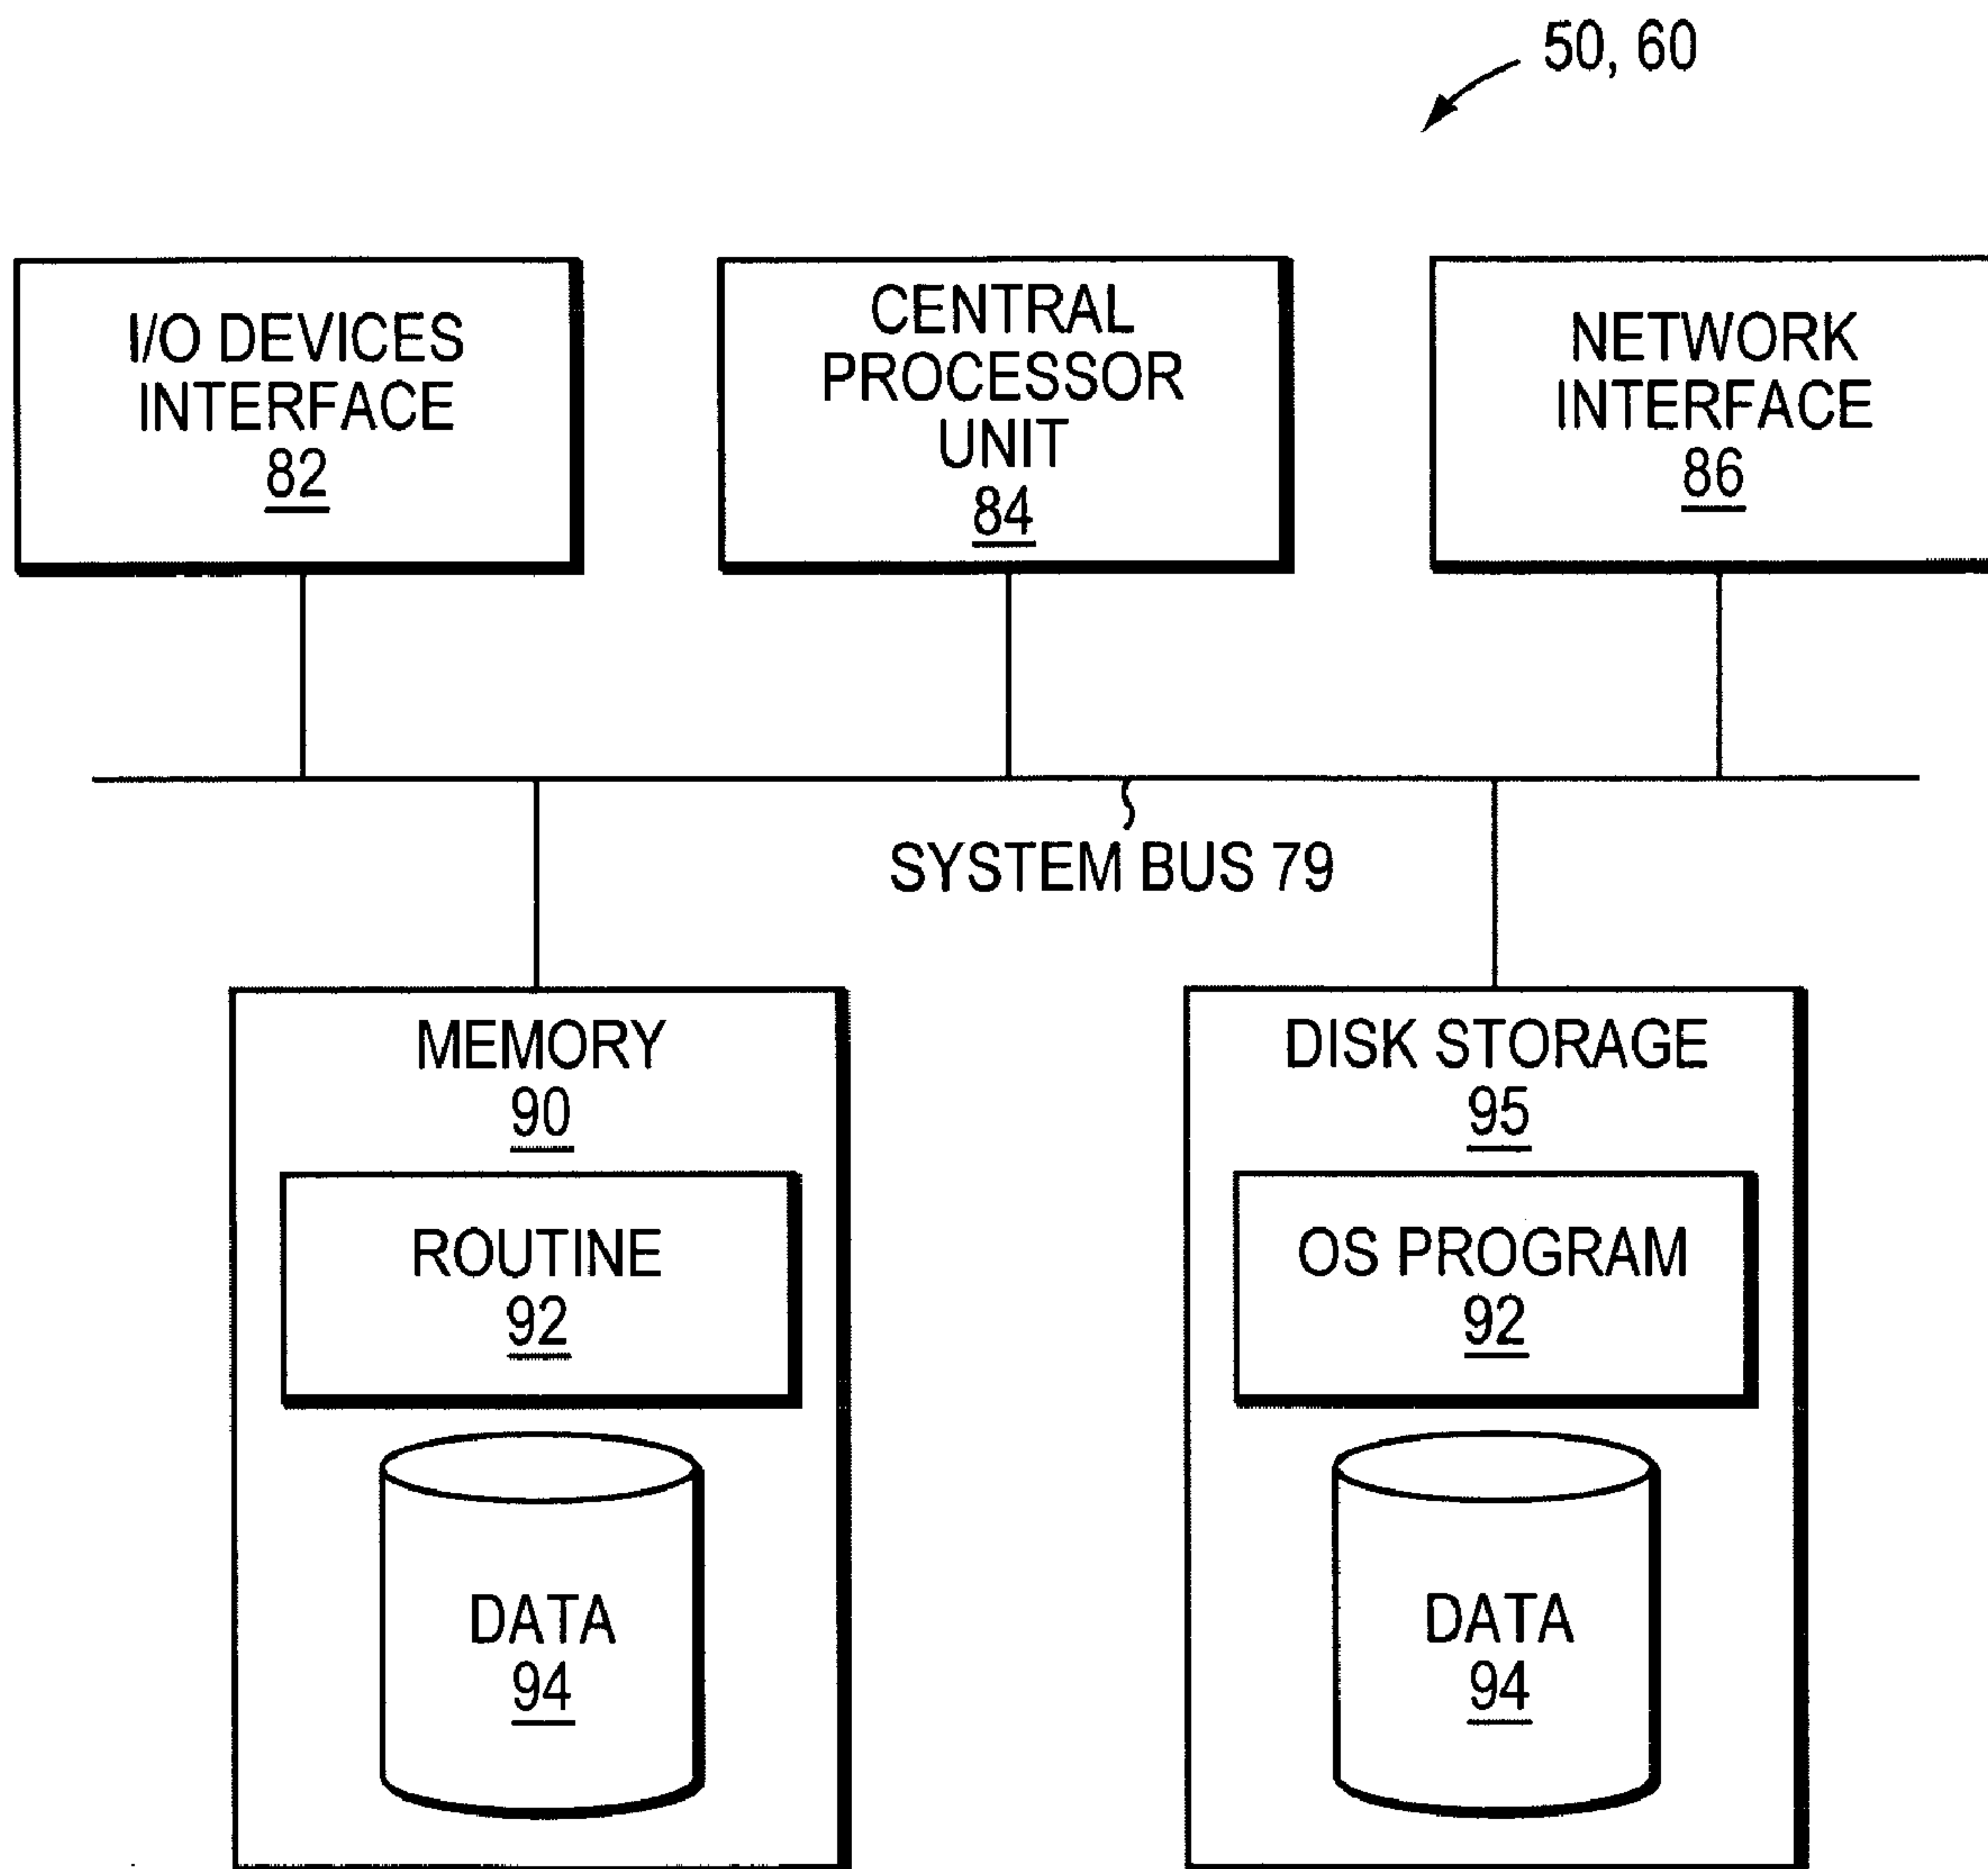 50, 60
I/O DEVICES
INTERFACE
82
CENTRAL
PROCESSOR
UNIT
84
NETWORK
INTERFACE
86
SYSTEM BUS 79
MEMORY
90
ROUTINE
92
DATA
94
DISK STORAGE
95
OS PROGRAM
92
DATA
94